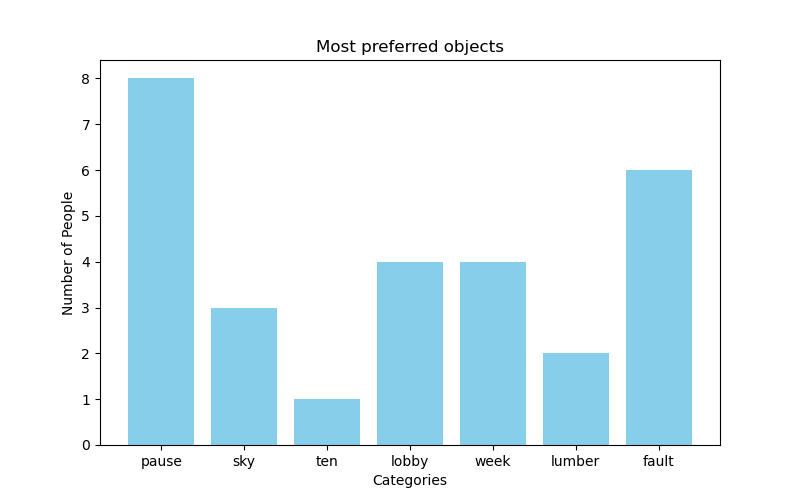 Most preferred objects
Number of People
8
7
6
5
4
3
2
1
0
pause sky ten lobby week lumber fault
Categories